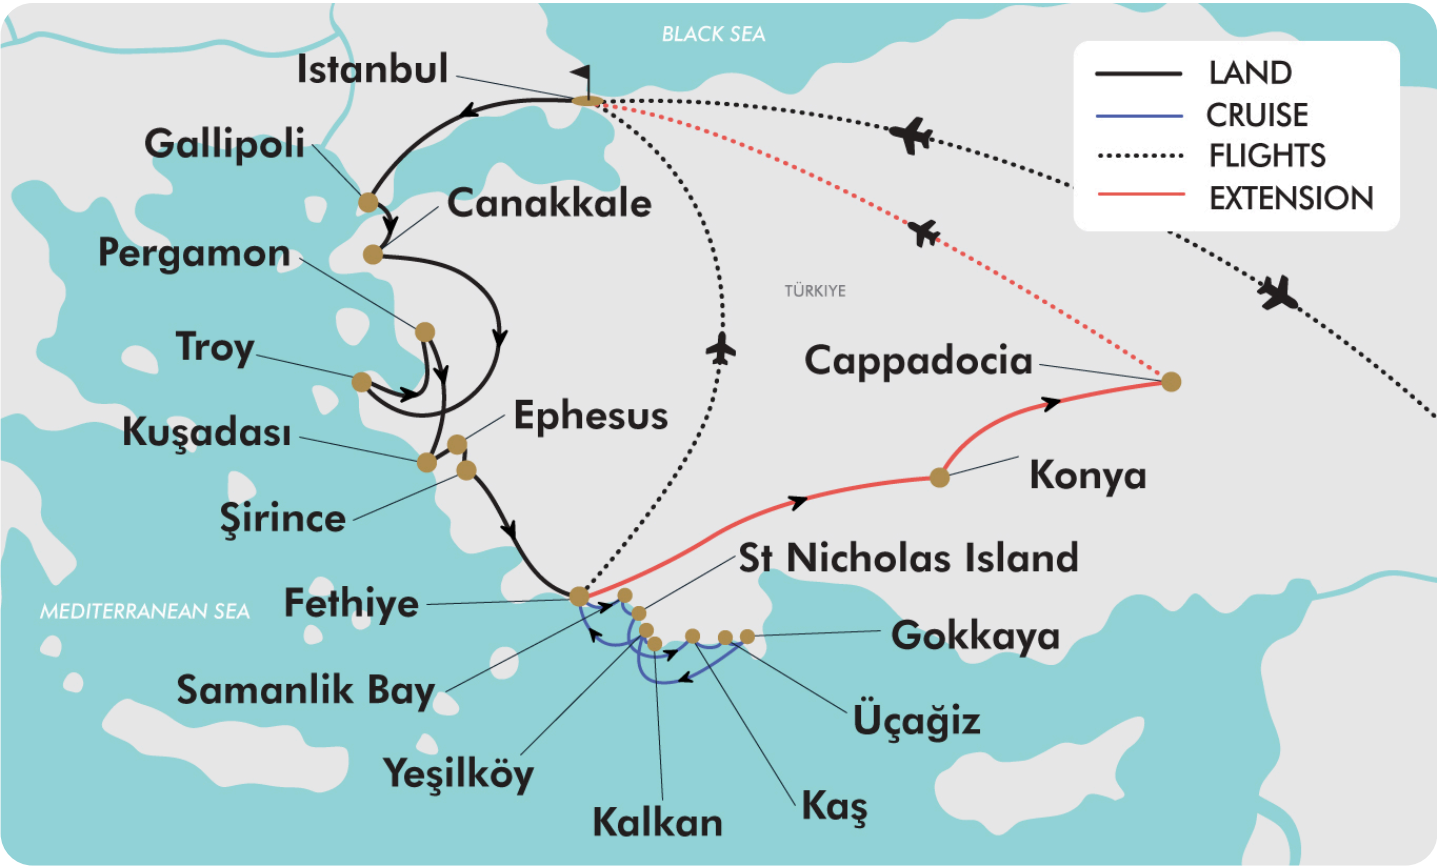 BLACK SEA
Istanbul
LAND
CRUISE
FLIGHTS
EXTENSION
Gallipoli
Canakkale
Pergamon
TÜRKIYE
Troy
Cappadocia
Kuşadası
Ephesus
Konya
Şirince
St Nicholas Island
Fethiye
MEDITERRANEAN SEA
Gokkaya
Samanlik Bay
Üçağiz
Yeşilköy
Kaş
Kalkan